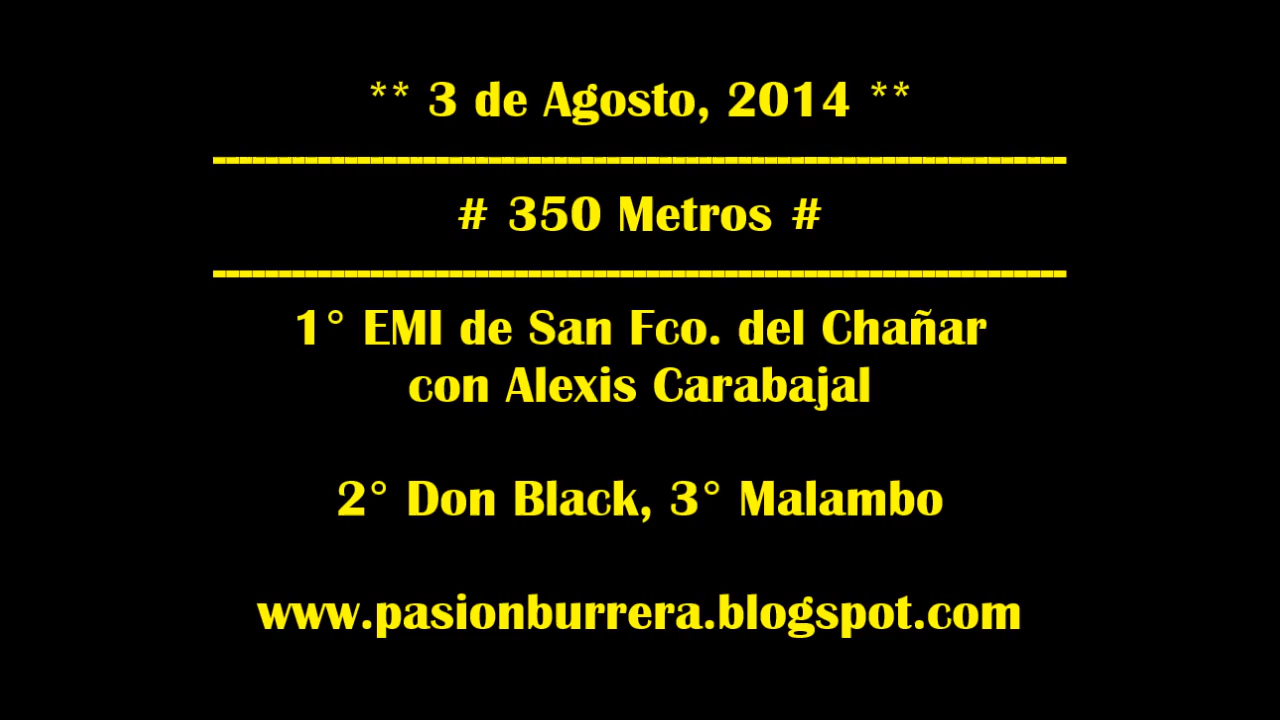 ** 3 de Agosto, 2014 **
-----------------------------------------------------------------
# 350 Metros #
-----------------------------------------------------------------
1° EMI de San Fco. del Chañar
con Alexis Carabajal
2° Don Black, 3° Malambo
www.pasionburrera.blogspot.com